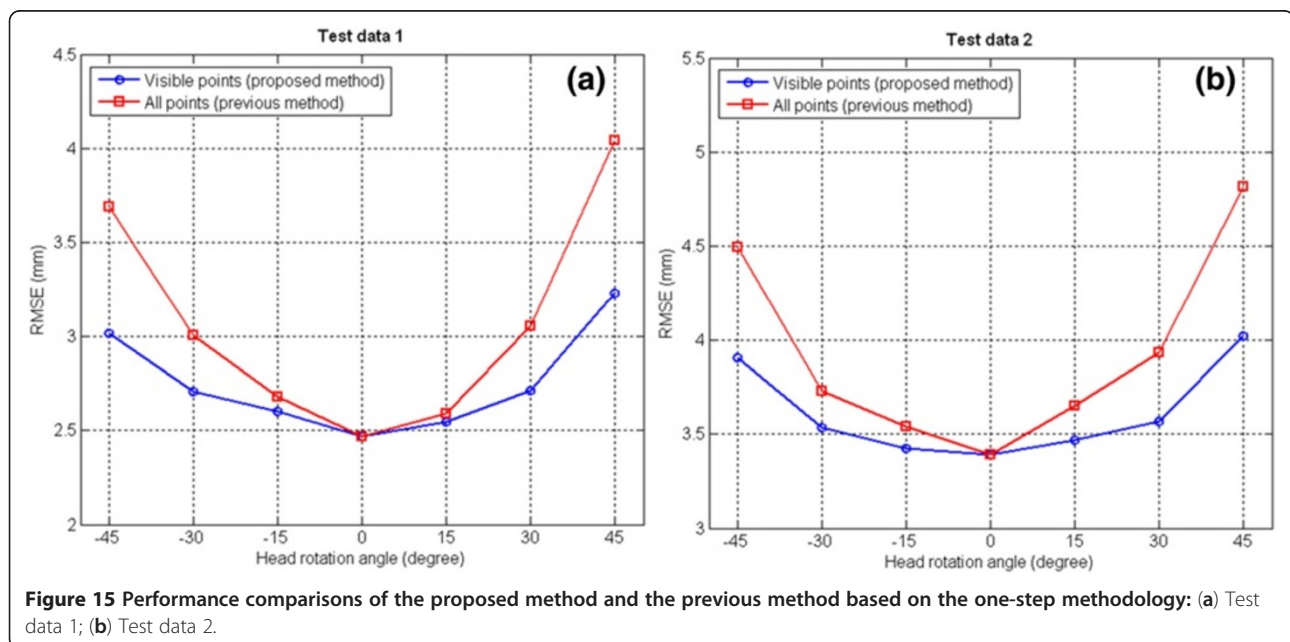 Test data 1
(a)
Visible points (proposed method)
All points (previous method)
4.5
4
3.5
3
2.5
2
RMSE (mm)
-45 -30 -15 0 15 30 45
Head rotation angle (degree)
Test data 2
(b)
Visible points (proposed method)
All points (previous method)
5.5
5
4.5
4
3.5
3
RMSE (mm)
-45 -30 -15 0 15 30 45
Head rotation angle (degree)
Figure 15 Performance comparisons of the proposed method and the previous method based on the one-step methodology: (a) Test
data 1; (b) Test data 2.